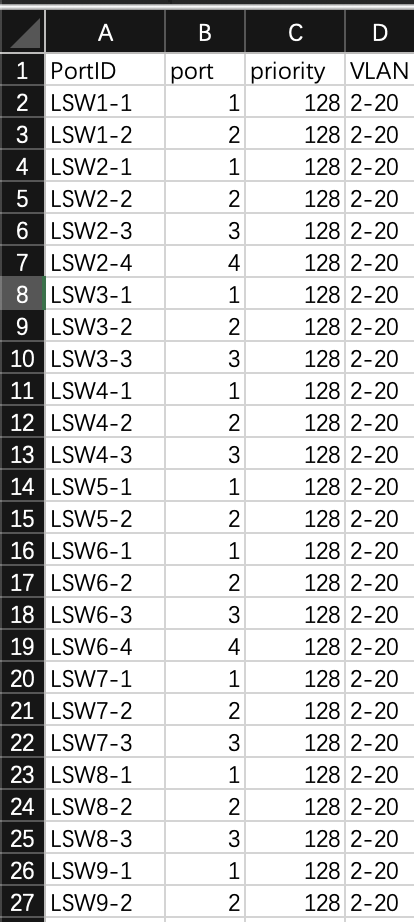 A B C D
1 PortID port priority VLAN
2 LSW1-1 1 128 2-20
3 LSW1-2 2 128 2-20
4 LSW2-1 1 128 2-20
5 LSW2-2 2 128 2-20
6 LSW2-3 3 128 2-20
7 LSW2-4 4 128 2-20
8 LSW3-1 1 128 2-20
9 LSW3-2 2 128 2-20
10 LSW3-3 3 128 2-20
11 LSW4-1 1 128 2-20
12 LSW4-2 2 128 2-20
13 LSW4-3 3 128 2-20
14 LSW5-1 1 128 2-20
15 LSW5-2 2 128 2-20
16 LSW6-1 1 128 2-20
17 LSW6-2 2 128 2-20
18 LSW6-3 3 128 2-20
19 LSW6-4 4 128 2-20
20 LSW7-1 1 128 2-20
21 LSW7-2 2 128 2-20
22 LSW7-3 3 128 2-20
23 LSW8-1 1 128 2-20
24 LSW8-2 2 128 2-20
25 LSW8-3 3 128 2-20
26 LSW9-1 1 128 2-20
27 LSW9-2 2 128 2-20